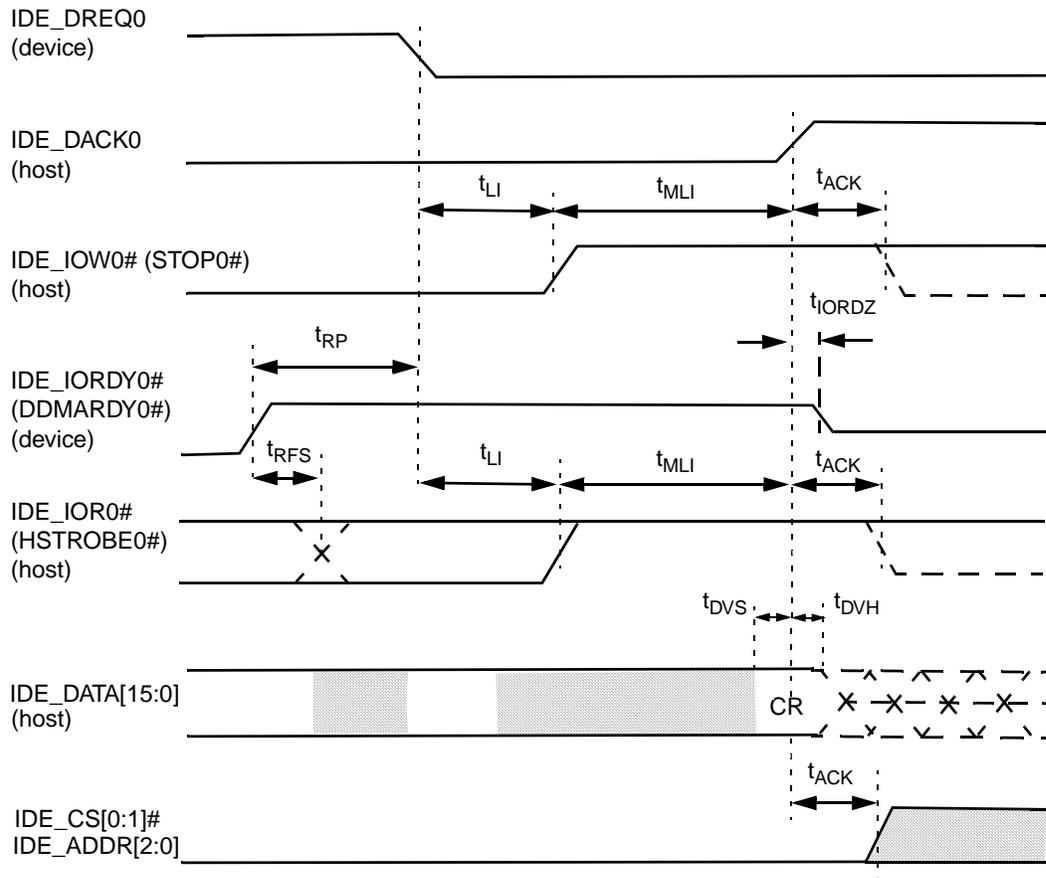 IDE_DREQ0
(device)
IDE_DACK0
(host)
tLI
tMLI
tACK
IDE_IOW0# (STOP0#)
(host)
tIORDZ
tRP
IDE_IORDY0#
(DDMARDY0#)
(device)
tRFS
tLI
tMLI
tACK
IDE_IOR0#
(HSTROBE0#)
(host)
tDVS
tDVH
IDE_DATA[15:0]
(host)
CR
tACK
IDE_CS[0:1]#
IDE_ADDR[2:0]